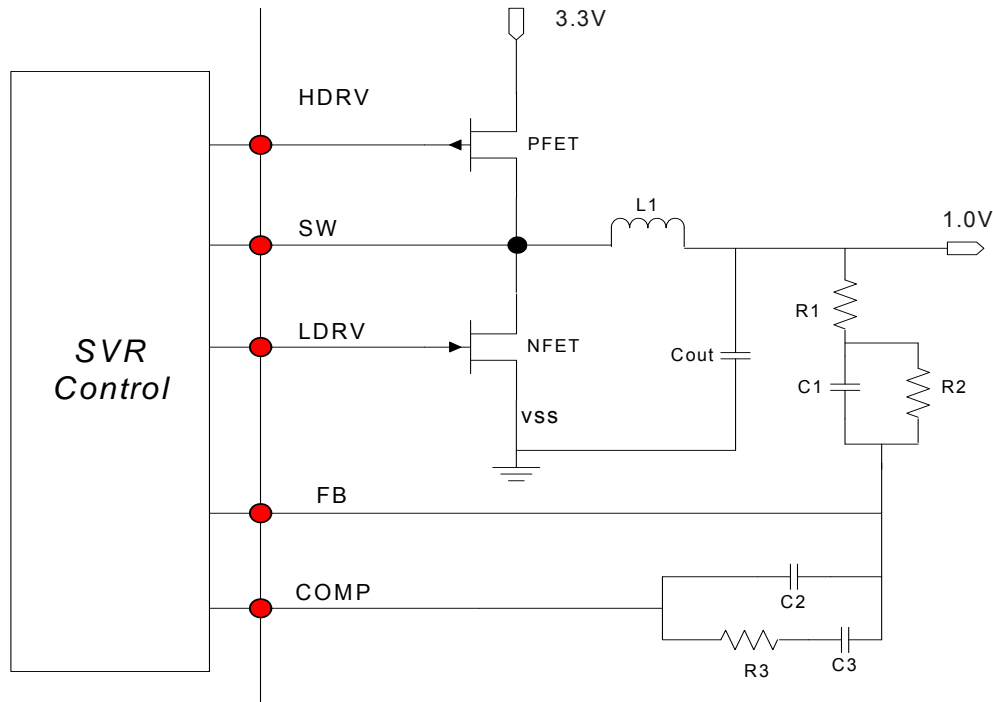 3.3V
HDRV
PFET
L1
SW
1.0V
R1
LDRV
NFET
SVR
Control
Cout
C1
R2
VSS
FB
COMP
C2
R3
C3